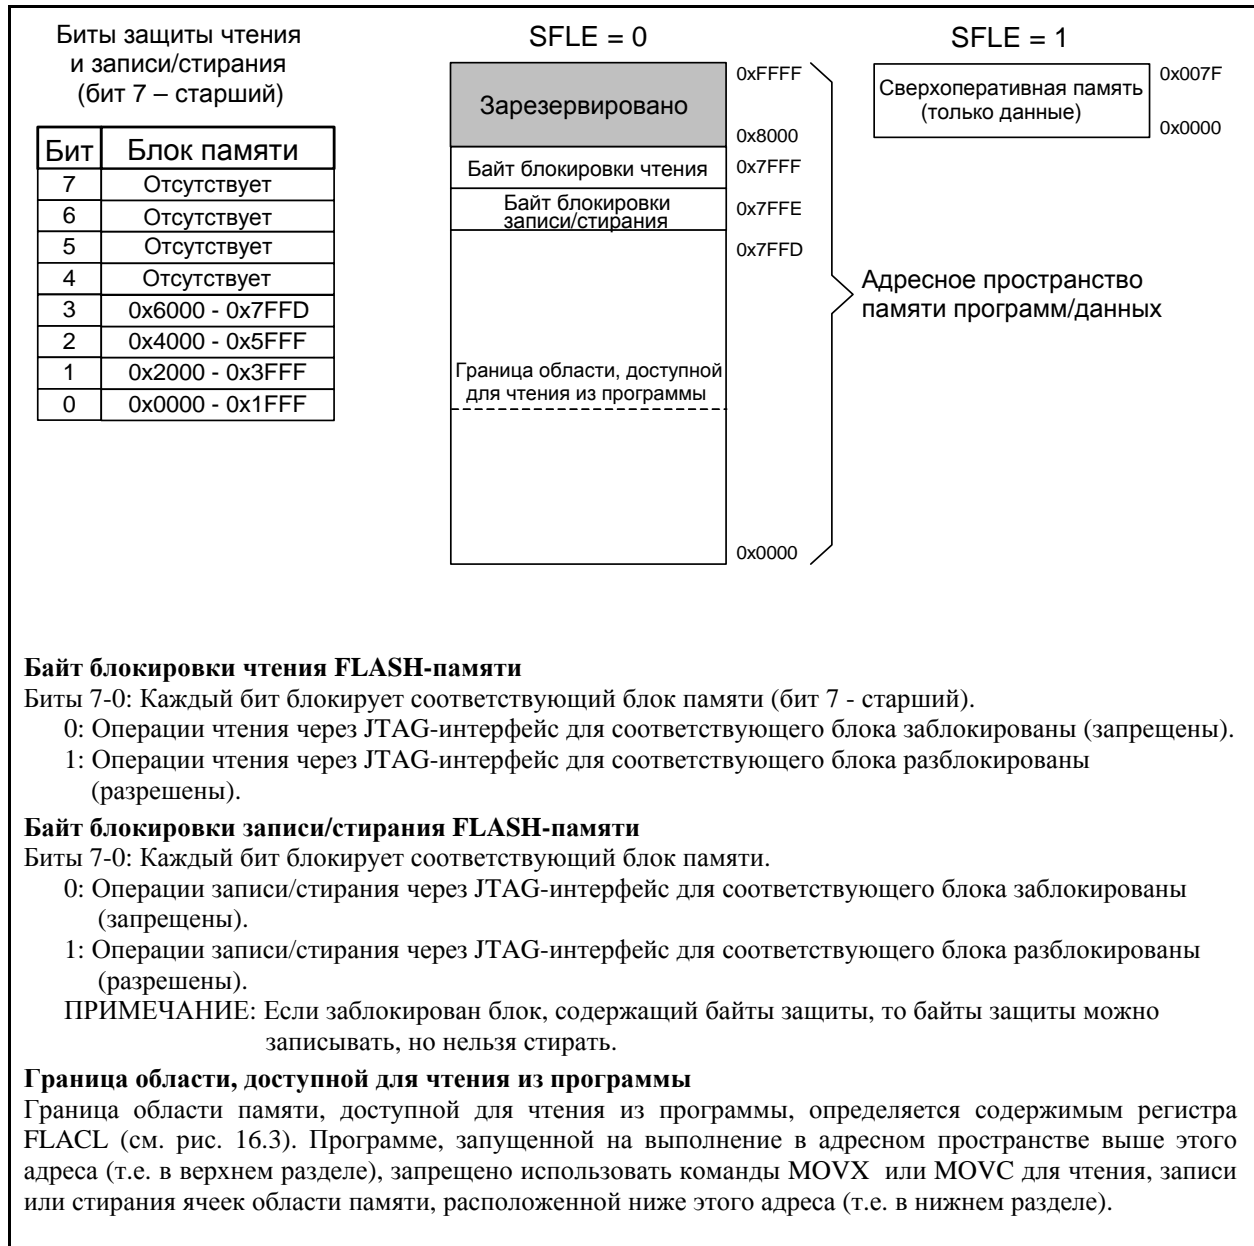 Биты защиты чтения
и записи/стирания
(бит 7 – старший)
Бит Блок памяти
7 Отсутствует
6 Отсутствует
5 Отсутствует
4 Отсутствует
3 0x6000 - 0x7FFD
2 0x4000 - 0x5FFF
1 0x2000 - 0x3FFF
0 0x0000 - 0x1FFF
SFLE = 0
Зарезервировано
0xFFFF
0x8000
Байт блокировки чтения
0x7FFF
Байт блокировки
записи/стирания
0x7FFE
0x7FFD
Граница области, доступной
для чтения из программы
0x0000
Адресное пространство
памяти программ/данных
SFLE = 1
Сверхоперативная память
(только данные)
0x007F
0x0000
Байт блокировки чтения FLASH-памяти
Биты 7-0: Каждый бит блокирует соответствующий блок памяти (бит 7 - старший).
0: Операции чтения через JTAG-интерфейс для соответствующего блока заблокированы (запрещены).
1: Операции чтения через JTAG-интерфейс для соответствующего блока разблокированы
(разрешены).
Байт блокировки записи/стирания FLASH-памяти
Биты 7-0: Каждый бит блокирует соответствующий блок памяти.
0: Операции записи/стирания через JTAG-интерфейс для соответствующего блока заблокированы
(запрещены).
1: Операции записи/стирания через JTAG-интерфейс для соответствующего блока разблокированы
(разрешены).
ПРИМЕЧАНИЕ: Если заблокирован блок, содержащий байты защиты, то байты защиты можно
записывать, но нельзя стирать.
Граница области, доступной для чтения из программы
Граница области памяти, доступной для чтения из программы, определяется содержимым регистра
FLACL (см. рис. 16.3). Программе, запущенной на выполнение в адресном пространстве выше этого
адреса (т.е. в верхнем разделе), запрещено использовать команды MOVX или MOVC для чтения, записи
или стирания ячеек области памяти, расположенной ниже этого адреса (т.е. в нижнем разделе).